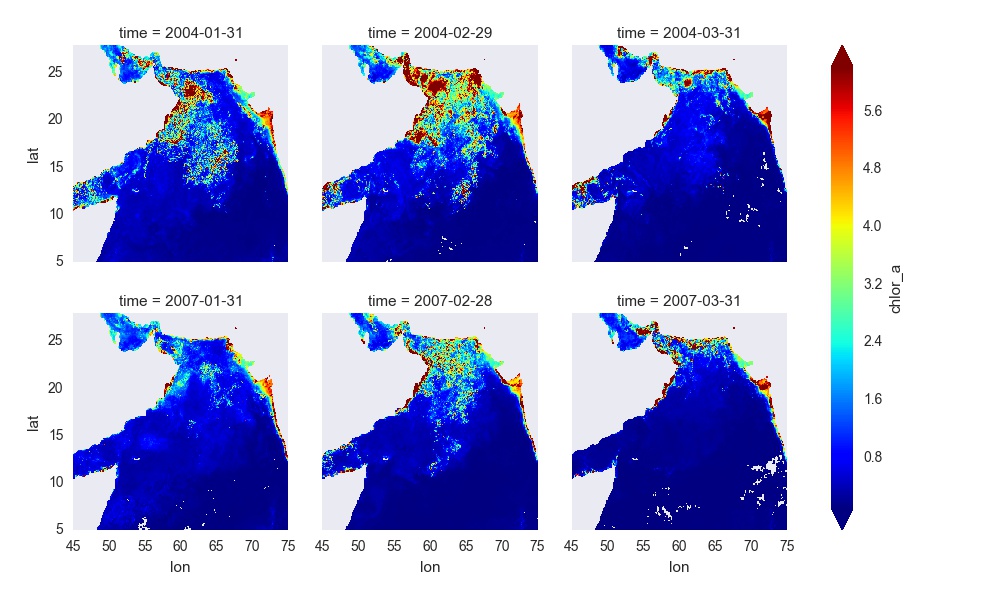 time = 2004-01-31
time = 2004-02-29
time = 2004-03-31
25
20
15
10
5
lat
time = 2007-01-31
time = 2007-02-28
time = 2007-03-31
25
20
15
10
5
lat
45 50 55 60 65 70 75
lon
45 50 55 60 65 70 75
lon
45 50 55 60 65 70 75
lon
5.6
4.8
4.0
3.2
2.4
1.6
0.8
chlor_a